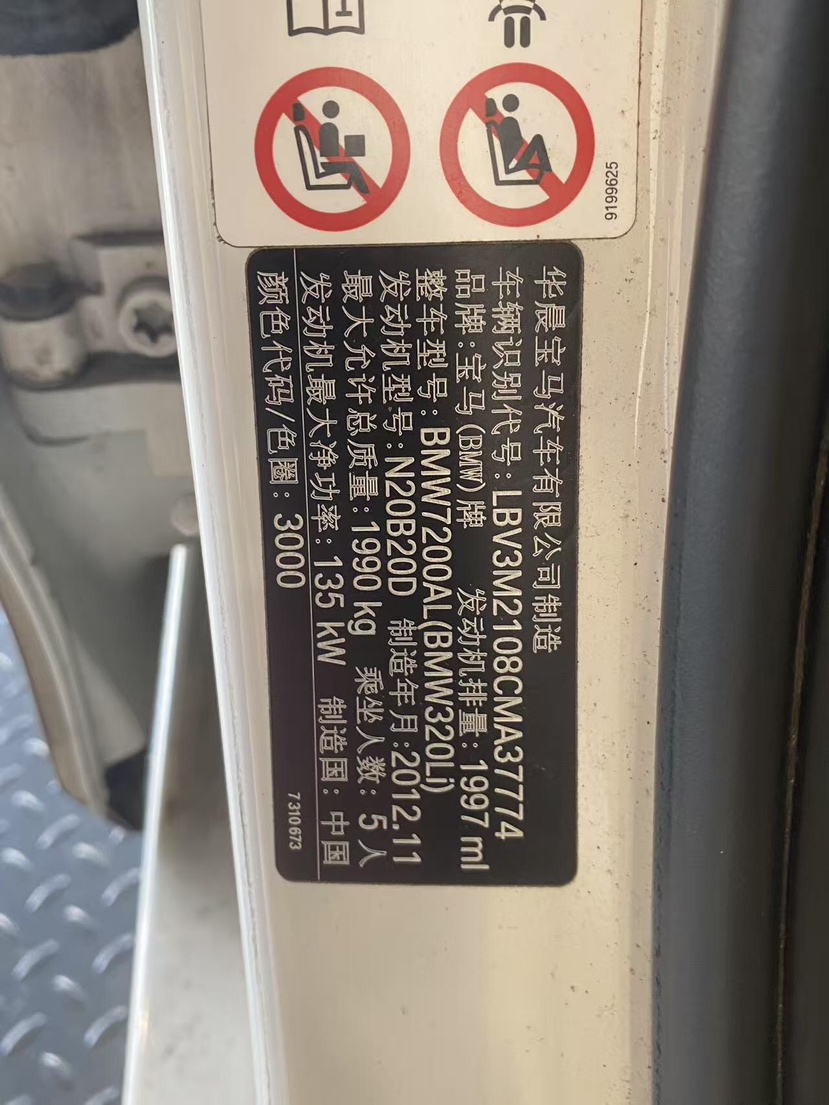 9199625
华晨宝马汽车有限公司制造
车辆识别代号:LBV3M2108CMA37774
品牌:宝马(BMW)牌 发动机排量:1997 ml
整车型号:BMW7200AL(BMW320Li)
发动机型号:N20B20D 制造年月:2012.11
最大允许总质量:1990 kg 乘坐人数:5人
发动机最大净功率:135 kW 制造国:中国
颜色代码/色圈:3000
7 310 673